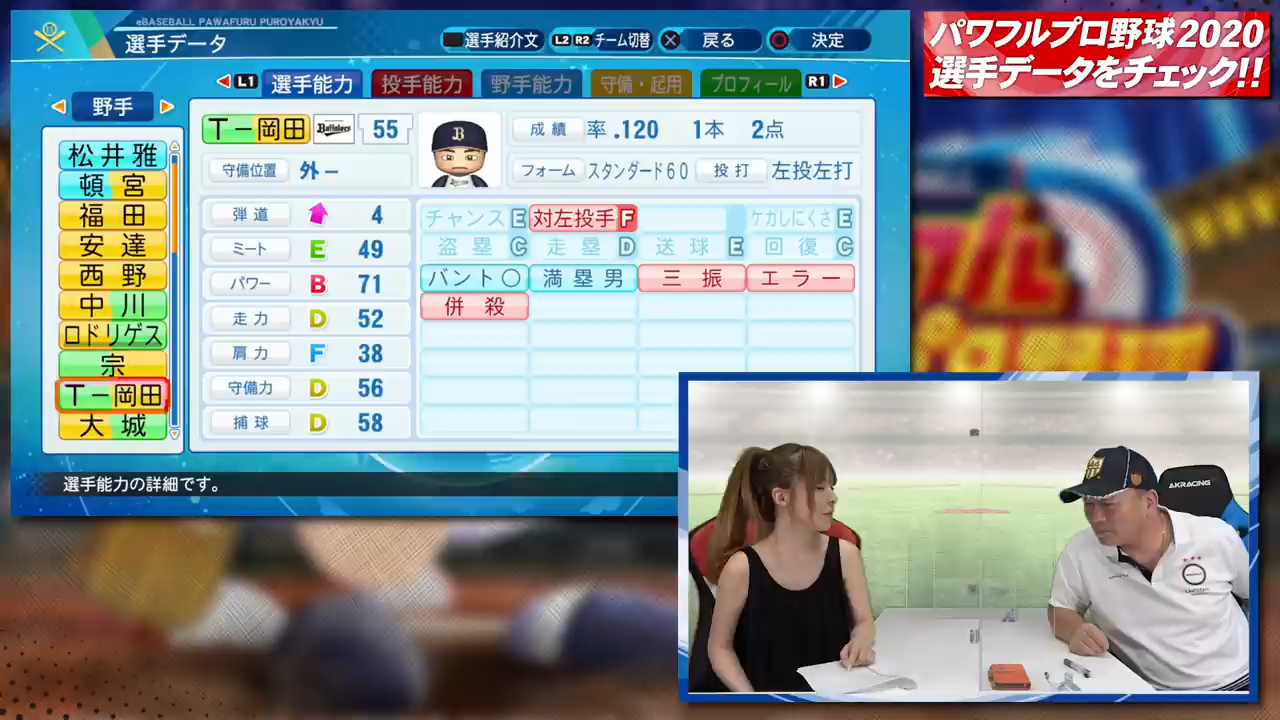 eBASEBALL PAWAFURU PUROYAKYU
選手データ
選手紹介文 L2 R2 チーム切替 戻る 決定
パワフルプロ野球2020
選手データをチェック!!
L1 選手能力 投手能力 野手能力 守備・起用 プロフィール R1
野手
松井雅
頓宮
福田
安達
西野
中川
ロドリゲス
宗
T-岡田
大城
T-岡田 Buffaloes 55
B
成績 率.120 1本 2点
守備位置 外-
フォーム スタンダード60 投打 左投左打
弾道 4
ミート E 49
パワー B 71
走力 D 52
肩力 F 38
守備力 D 56
捕球 D 58
チャンス E 対左投手 F ケガしにくさ E
盗塁 C 走塁 D 送球 E 回復 C
バント○ 満塁男 三振 エラー
併殺
選手能力の詳細です。
AKRACING